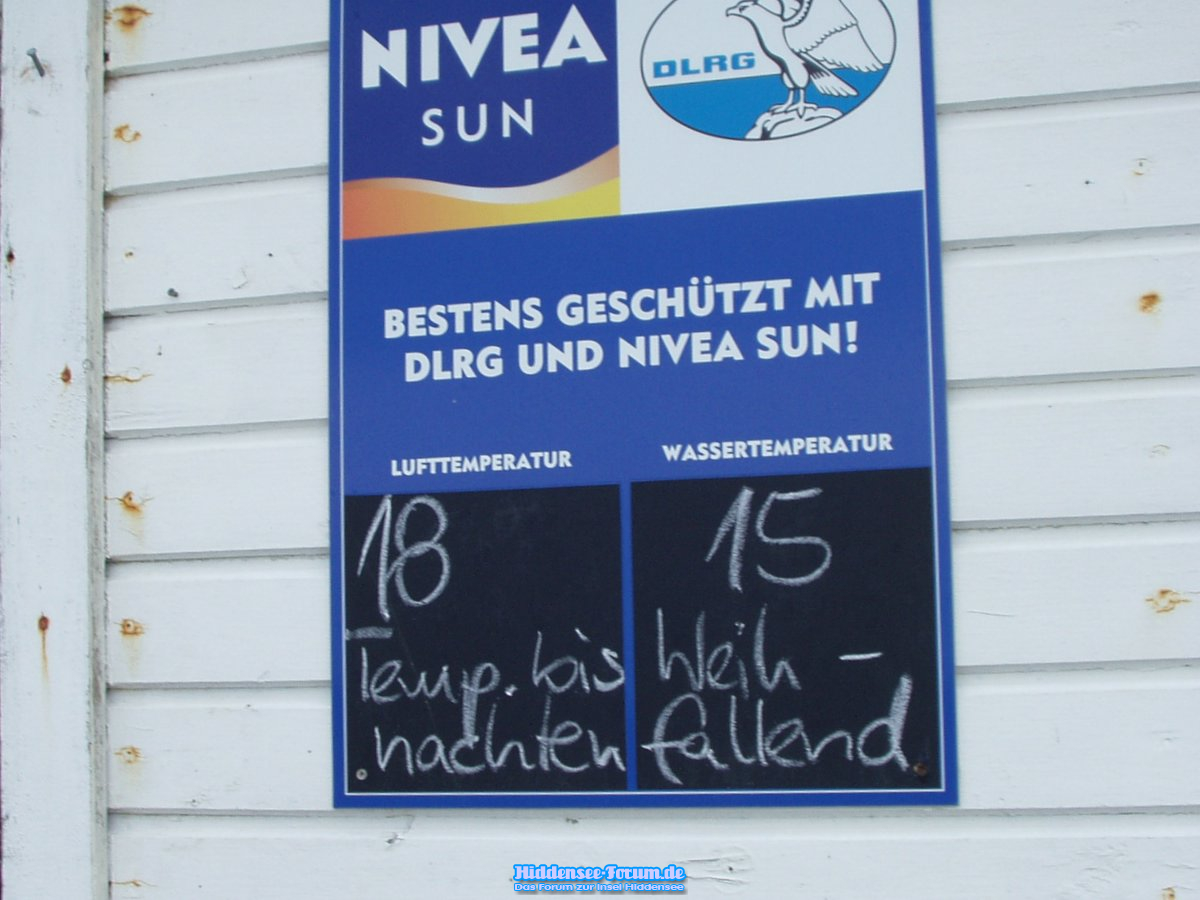 NIVEA
SUN
DLRG
BESTENS GESCHÜTZT MIT
DLRG UND NIVEA SUN!
LUFTTEMPERATUR
WASSERTEMPERATUR
18
15
Temp. bis Weih-
nachten fallend
Hiddensee-Forum.de
Das Forum zur Insel Hiddensee